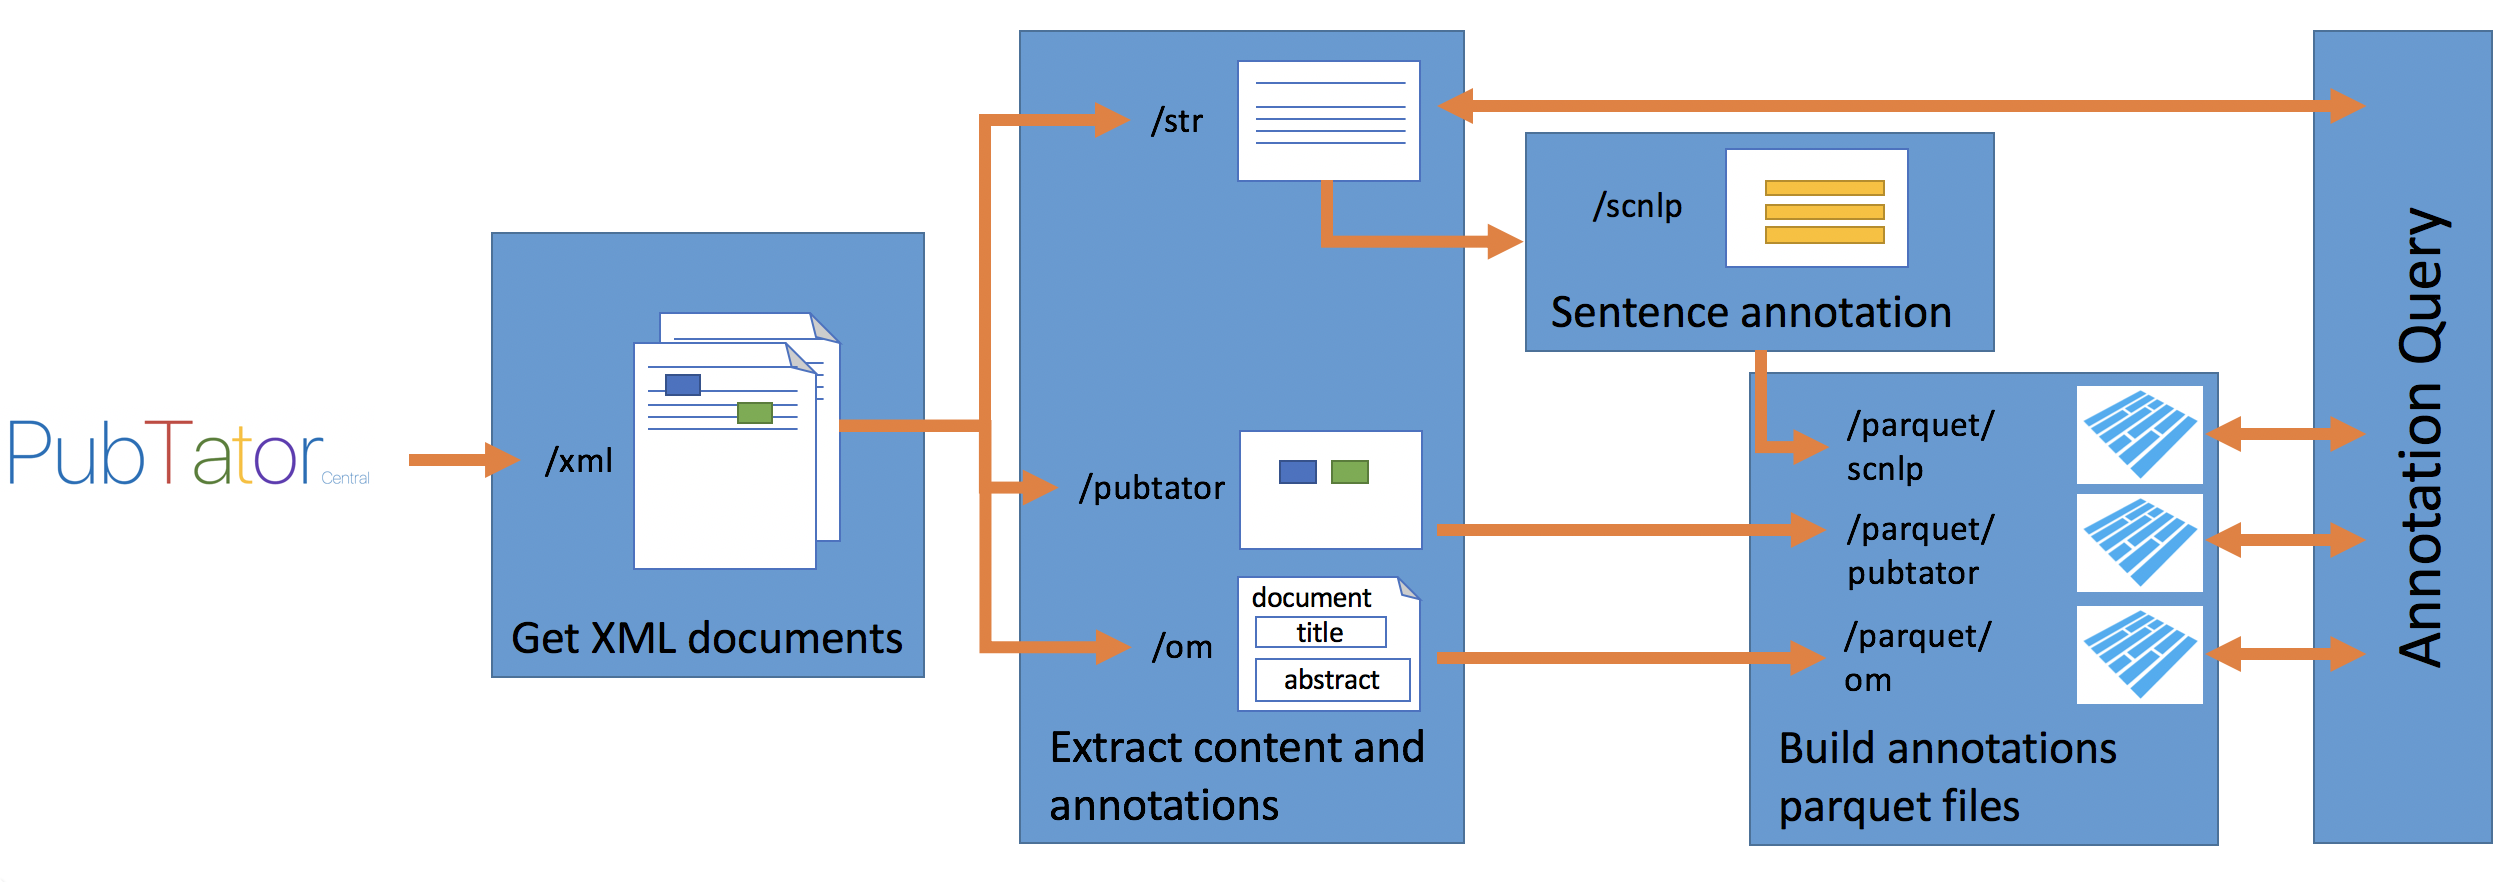 PubTator
Central
/xml
Get XML documents
/str
/pubtator
document
title
/om
abstract
Extract content and
annotations
/scnlp
Sentence annotation
/parquet/
scnlp
/parquet/
pubtator
/parquet/
om
Build annotations
parquet files
Annotation Query